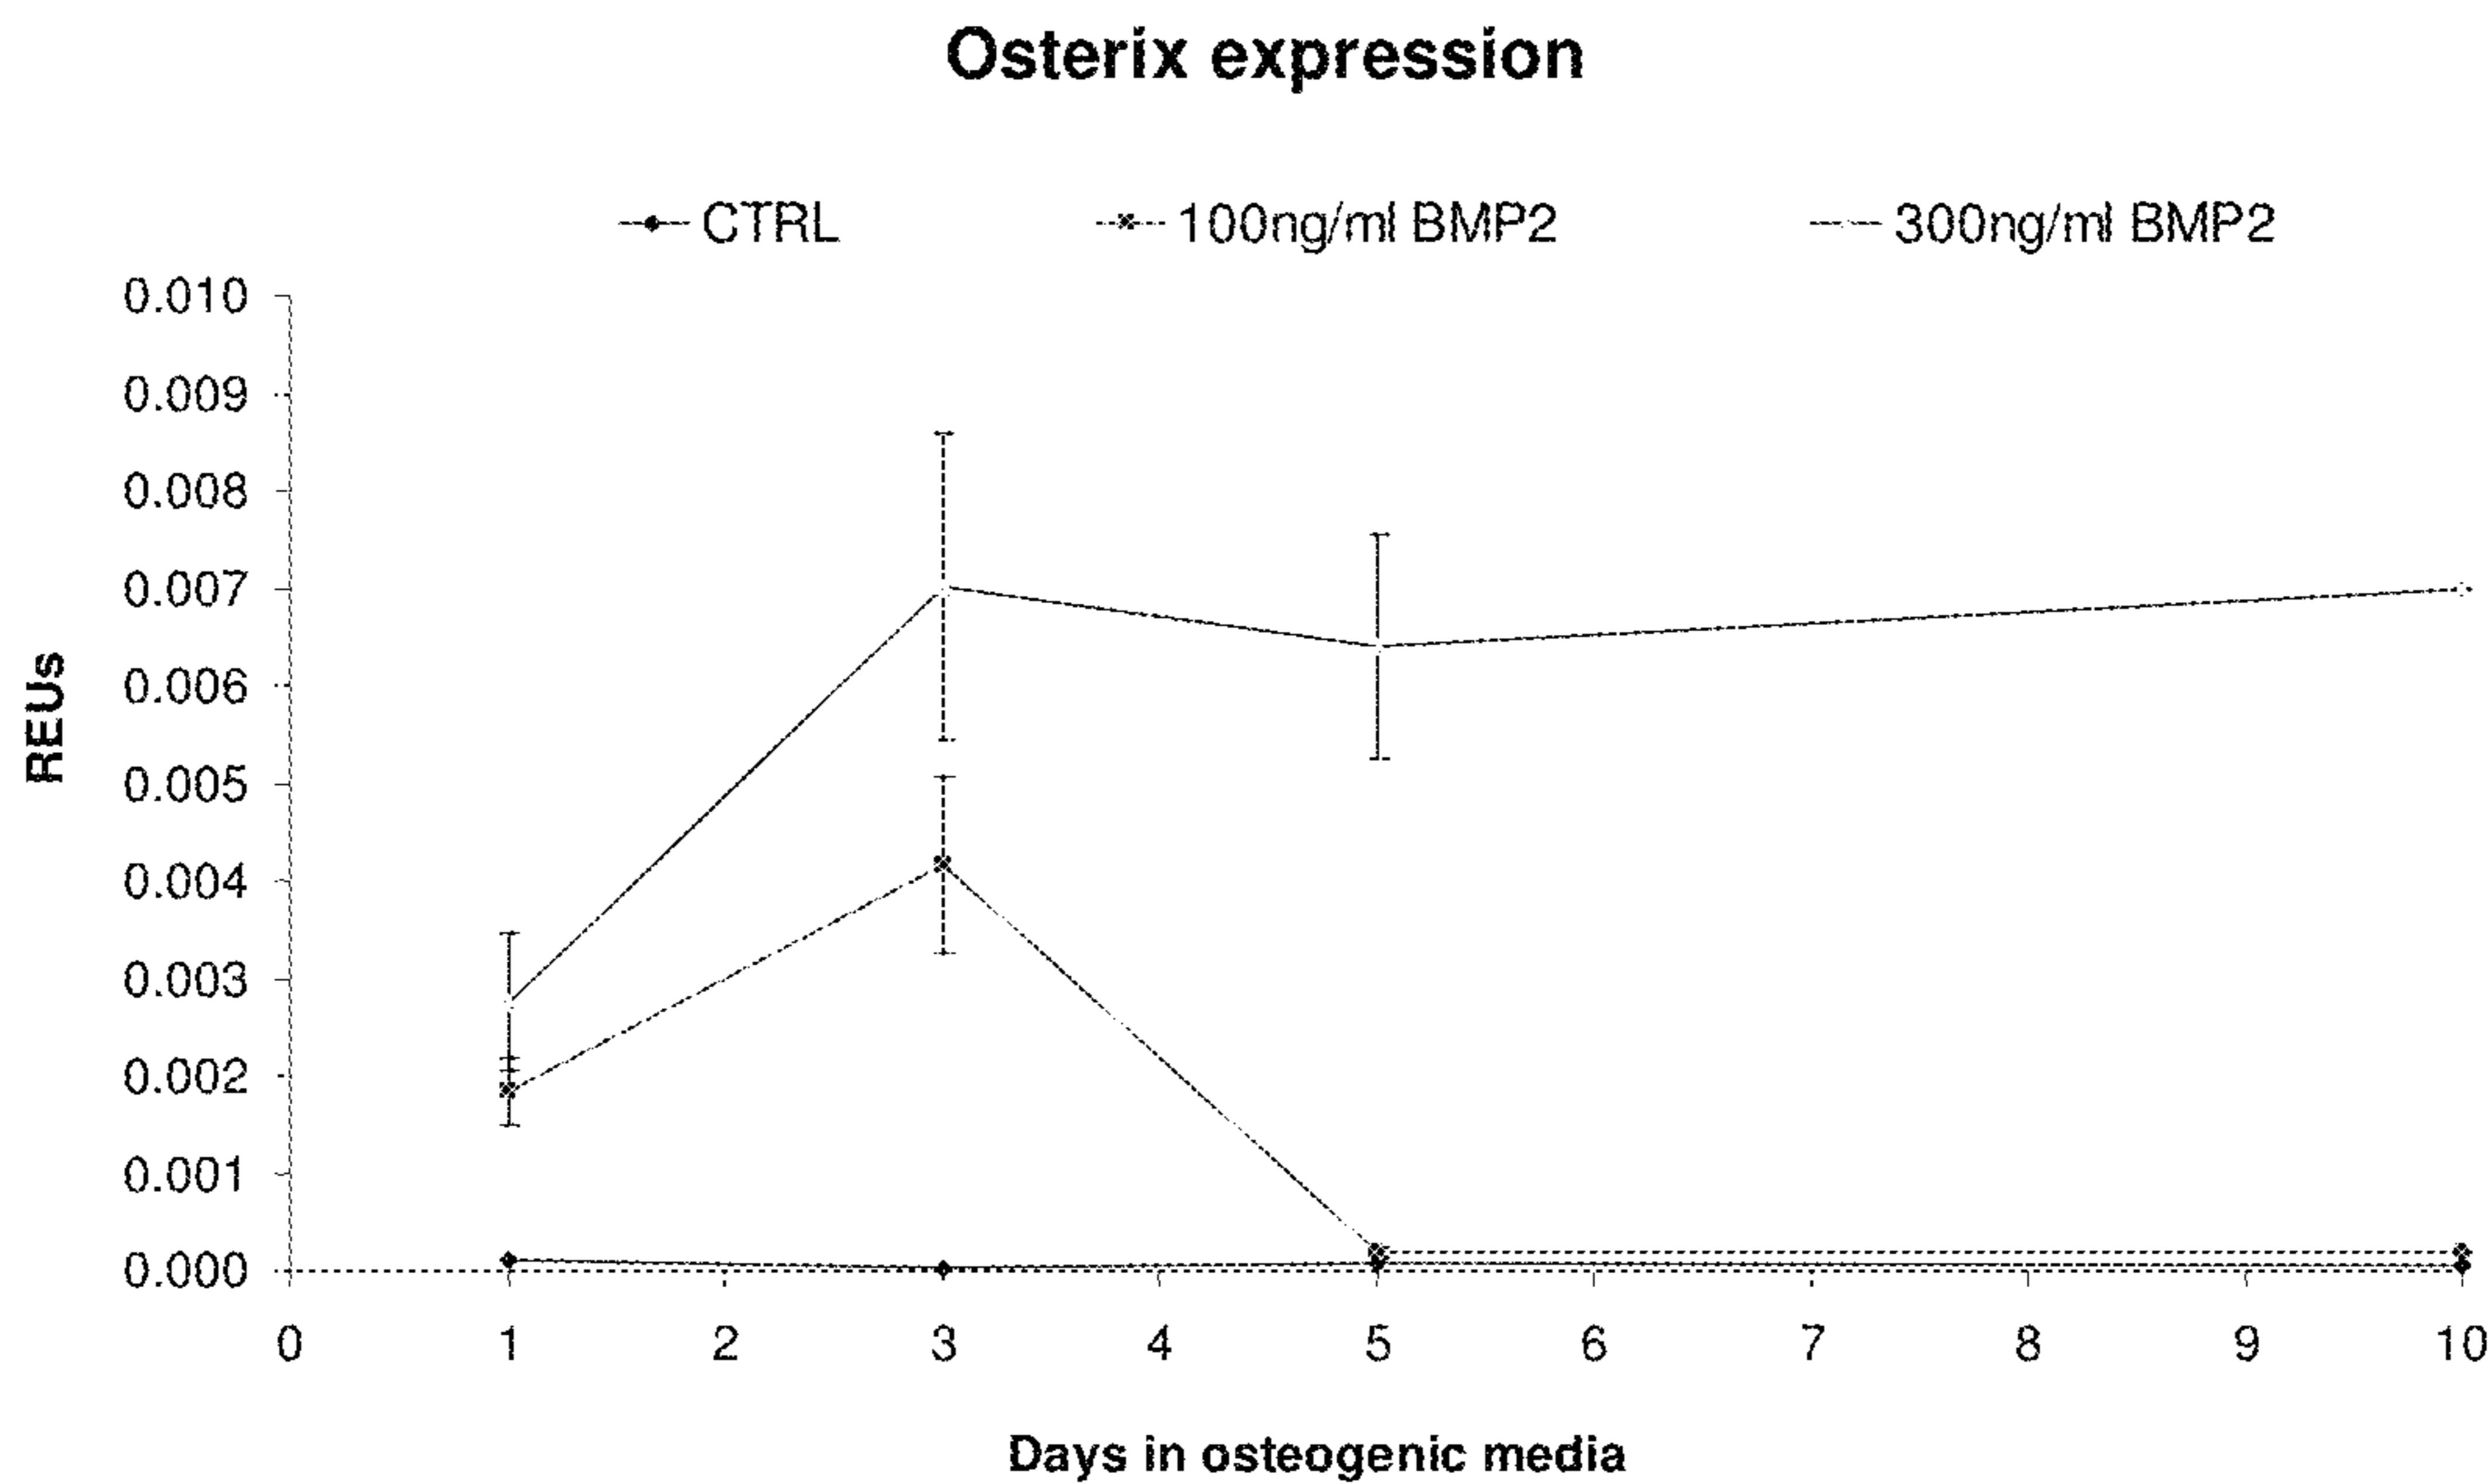 Osterix expression
CTRL 100ng/ml BMP2 300ng/ml BMP2
0.010
0.009
0.008
0.007
0.006
0.005
0.004
0.003
0.002
0.001
0.000
REUs
0 1 2 3 4 5 6 7 8 9 10
Days in osteogenic media